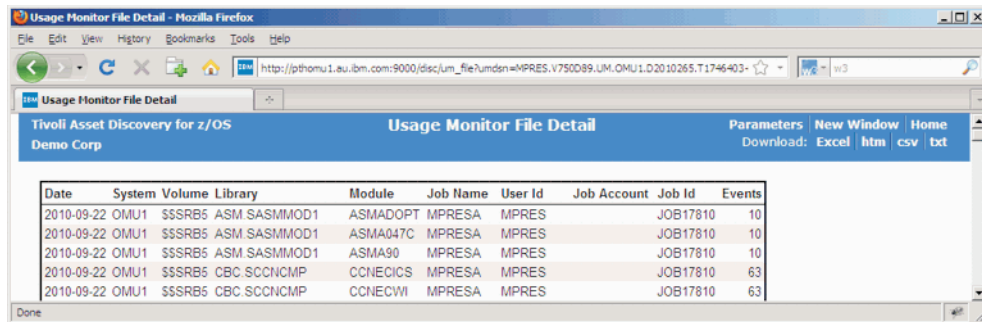 Usage Monitor File Detail - Mozilla Firefox
File Edit View History Bookmarks Tools Help
IBM http://pthomu1.au.ibm.com:9000/disc/um_file?umdsn=MPRES.V750D89.UM.OMU1.D2010265.T1746403- w3
IBM Usage Monitor File Detail
Tivoli Asset Discovery for z/OS Usage Monitor File Detail Parameters New Window Home
Demo Corp Download: Excel htm csv txt
Date System Volume Library Module Job Name User Id Job Account Job Id Events
2010-09-22 OMU1 $$SRB5 ASM.SASMMOD1 ASMADOPT MPRESA MPRES JOB17810 10
2010-09-22 OMU1 $$SRB5 ASM.SASMMOD1 ASMA047C MPRESA MPRES JOB17810 10
2010-09-22 OMU1 $$SRB5 ASM.SASMMOD1 ASMA90 MPRESA MPRES JOB17810 10
2010-09-22 OMU1 $$SRB5 CBC.SCCNCMP CCNECICS MPRESA MPRES JOB17810 63
2010-09-22 OMU1 $$SRB5 CBC.SCCNCMP CCNECWI MPRESA MPRES JOB17810 63
Done